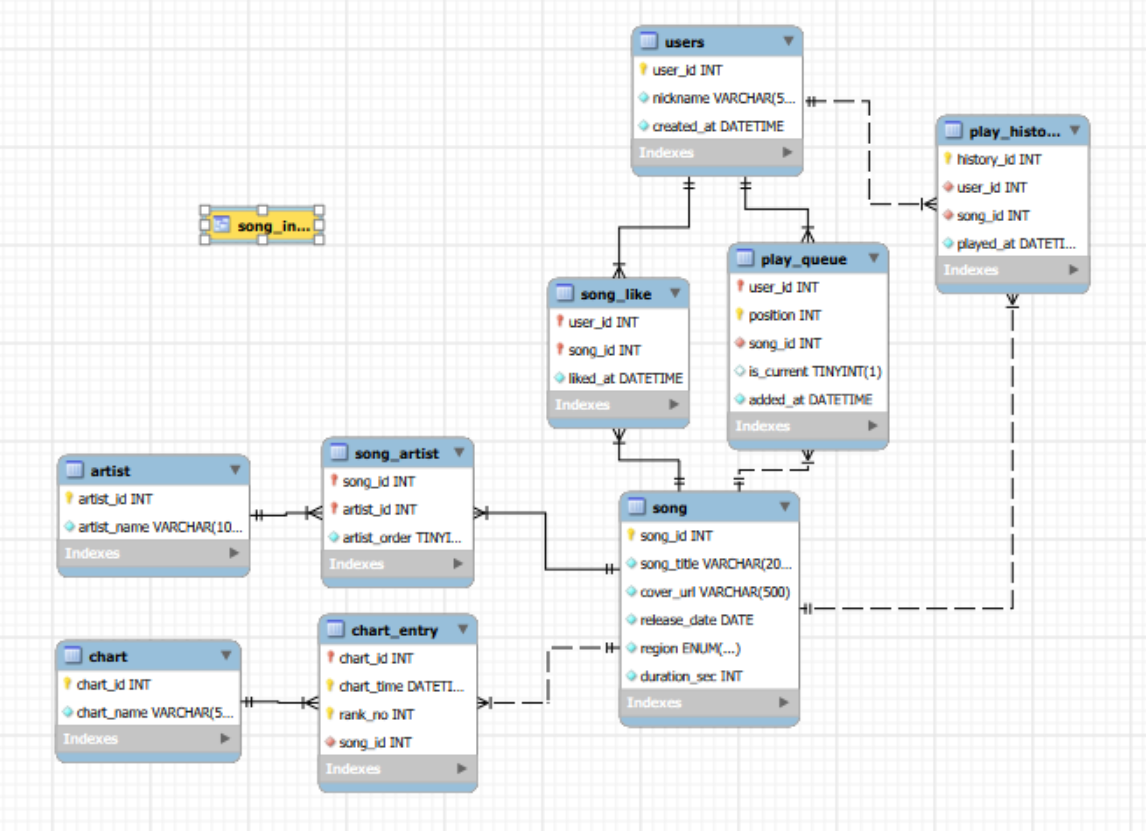 users
user_id INT
nickname VARCHAR(5...
created_at DATETIME
Indexes
play_histo...
history_id INT
user_id INT
song_id INT
played_at DATETI...
Indexes
song_in...
play_queue
user_id INT
position INT
song_id INT
is_current TINYINT(1)
added_at DATETIME
Indexes
song_like
user_id INT
song_id INT
liked_at DATETIME
Indexes
artist
artist_id INT
artist_name VARCHAR(10...
Indexes
song_artist
song_id INT
artist_id INT
artist_order TINYI...
Indexes
song
song_id INT
song_title VARCHAR(20...
cover_url VARCHAR(500)
release_date DATE
region ENUM(...)
duration_sec INT
Indexes
chart
chart_id INT
chart_name VARCHAR(5...
Indexes
chart_entry
chart_id INT
chart_time DATETI...
rank_no INT
song_id INT
Indexes